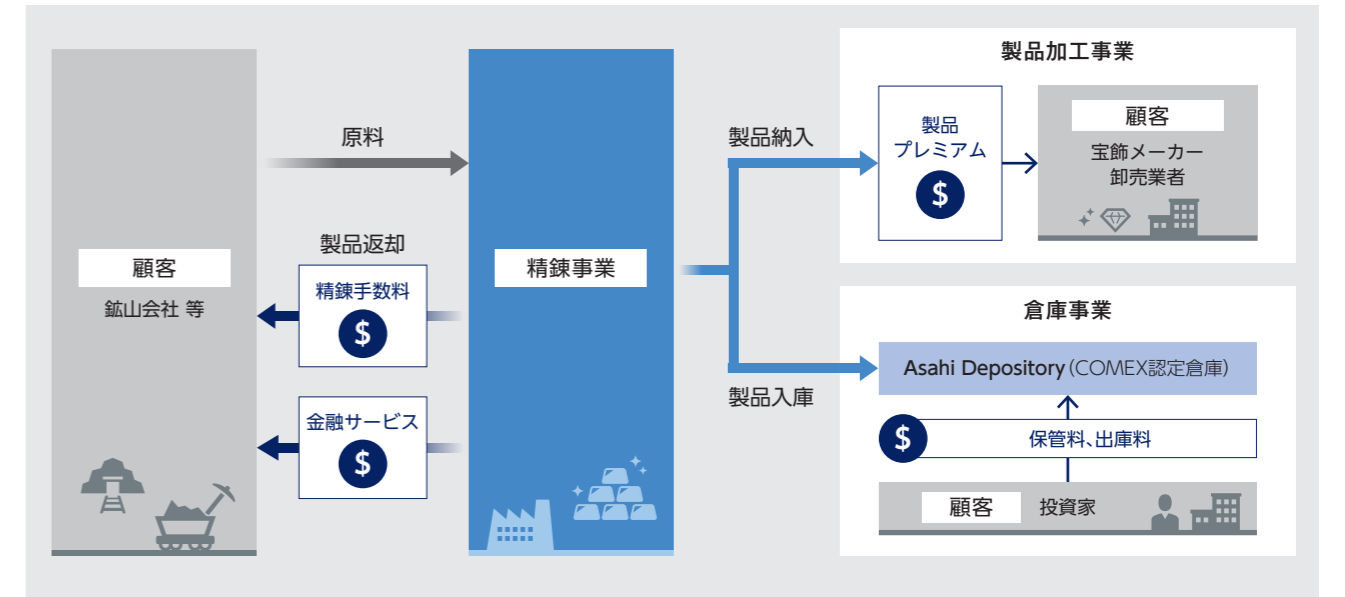 顧客
鉱山会社 等
原料
製品返却
精錬手数料
$
金融サービス
$
精錬事業
製品納入
製品入庫
製品加工事業
製品
プレミアム
$
顧客
宝飾メーカー
卸売業者
倉庫事業
Asahi Depository(COMEX認定倉庫)
$
保管料、出庫料
顧客 投資家